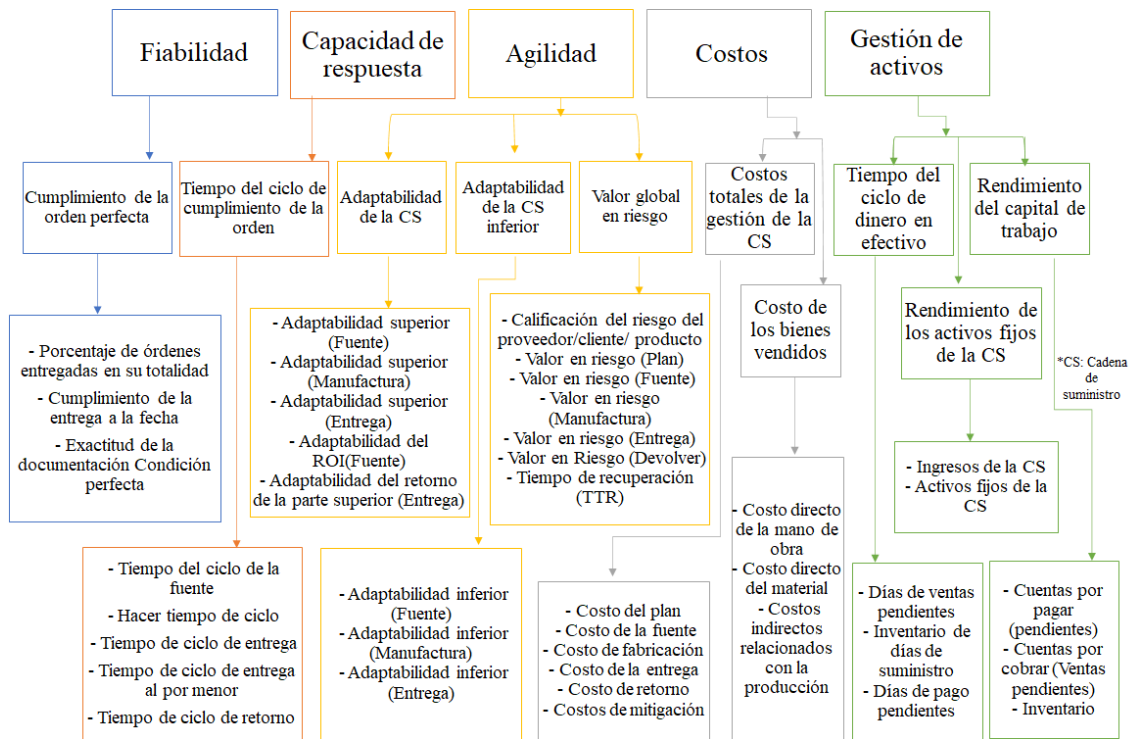 Fiabilidad
Capacidad de
respuesta
Agilidad
Costos
Gestión de
activos
Cumplimiento de la
orden perfecta
Tiempo del ciclo de
cumplimiento de la
orden
Adaptabilidad
de la CS
Adaptabilidad
de la CS
inferior
Valor global
en riesgo
Costos
totales de la
gestión de la
CS
Tiempo del
ciclo de
dinero en
efectivo
Rendimiento
del capital de
trabajo
Costo de
los bienes
vendidos
Rendimiento de
los activos fijos
de la CS
*CS: Cadena
de
suministro
- Porcentaje de órdenes
entregadas en su totalidad
- Cumplimiento de la
entrega a la fecha
- Exactitud de la
documentación Condición
perfecta
- Adaptabilidad superior
(Fuente)
- Adaptabilidad superior
(Manufactura)
- Adaptabilidad superior
(Entrega)
- Adaptabilidad del
ROI(Fuente)
- Adaptabilidad del retorno
de la parte superior (Entrega)
- Calificación del riesgo del
proveedor/cliente/ producto
- Valor en riesgo (Plan)
- Valor en riesgo (Fuente)
- Valor en riesgo
(Manufactura)
- Valor en riesgo (Entrega)
- Valor en Riesgo (Devolver)
- Tiempo de recuperación
(TTR)
- Ingresos de la CS
- Activos fijos de la
CS
- Tiempo del ciclo de la
fuente
- Hacer tiempo de ciclo
- Tiempo de ciclo de entrega
- Tiempo de ciclo de entrega
al por menor
- Tiempo de ciclo de retorno
- Adaptabilidad inferior
(Fuente)
- Adaptabilidad inferior
(Manufactura)
- Adaptabilidad inferior
(Entrega)
- Costo del plan
- Costo de la fuente
- Costo de fabricación
- Costo de la entrega
- Costo de retorno
- Costos de mitigación
- Costo directo
de la mano de
obra
- Costo directo
del material
- Costos
indirectos
relacionados
con la
producción
- Días de ventas
pendientes
- Inventario de
días de
suministro
- Días de pago
pendientes
- Cuentas por
pagar
(pendientes)
- Cuentas por
cobrar (Ventas
pendientes)
- Inventario